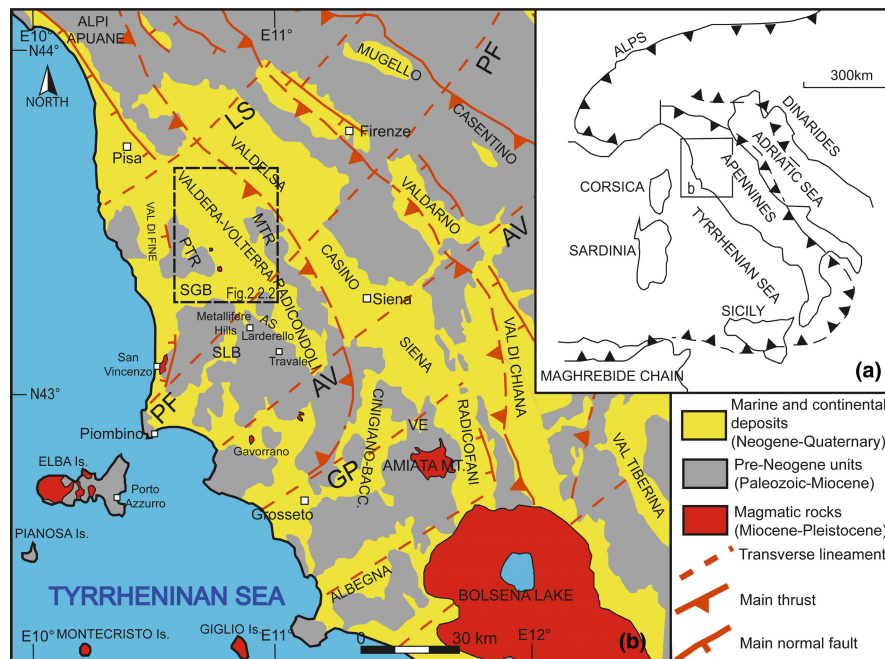 E10°
ALPI
APUANE
E11°
N44°
NORTH
MUGELLO
PF
CASENTINO
LS
Firenze
Pisa
VALDELSA
VALDARNO
VALDERA-VOLTERRA/RADICONDOLI
VAL DI FINE
PTR
MTR
AV
CASINO
SGB
Fig.2.2.2
Siena
Metallifere
Hills
AS
Larderello
SLB
Travale
SIENA
VAL DI CHIANA
San
Vincenzo
N43°
AV
PF
CINIGIANO-BACC.
VE
RADICOFANI
Piombino
Gavorrano
GP
AMIATA MT.
VAL TIBERINA
ELBA Is.
Porto
Azzurro
Grosseto
PIANOSA Is.
TYRRHENINAN SEA
ALBEGNA
BOLSENA LAKE
E10°
MONTECRISTO Is.
GIGLIO Is.
E11°
0 30 km
E12°
(b)
ALPS
300km
DINARIDES
ADRIATIC SEA
APENNINES
b
CORSICA
SARDINIA
TYRRHENIAN SEA
SICILY
MAGHREBIDE CHAIN
(a)
Marine and continental
deposits
(Neogene-Quaternary)
Pre-Neogene units
(Paleozoic-Miocene)
Magmatic rocks
(Miocene-Pleistocene)
Transverse lineament
Main thrust
Main normal fault